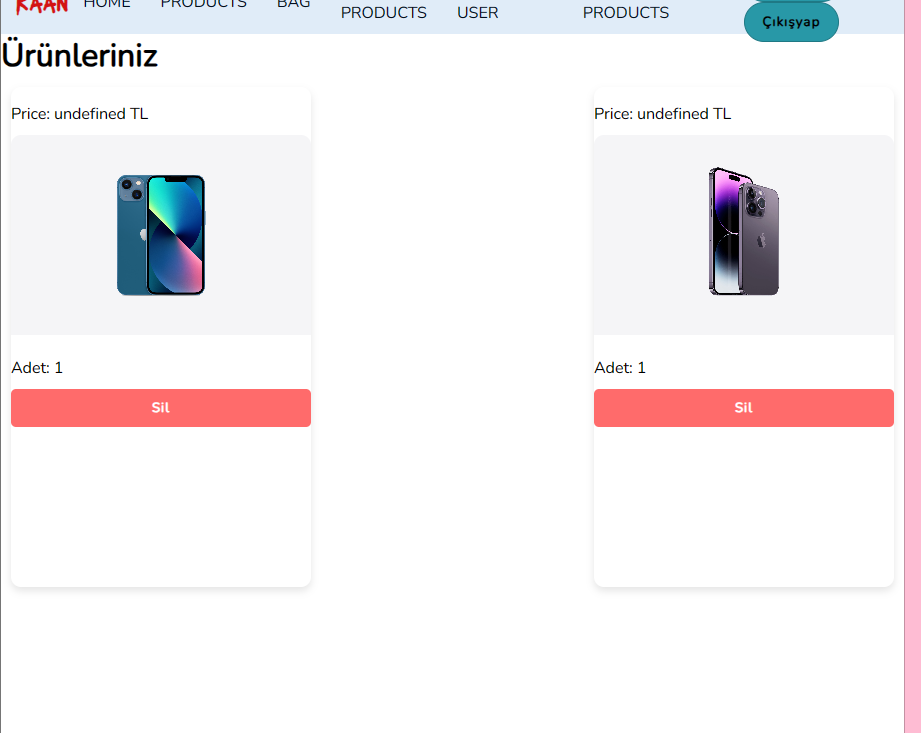 KAAN HOME PRODUCTS BAG
PRODUCTS USER PRODUCTS
Çıkışyap
Ürünleriniz
Price: undefined TL
Adet: 1
Sil
Price: undefined TL
Adet: 1
Sil